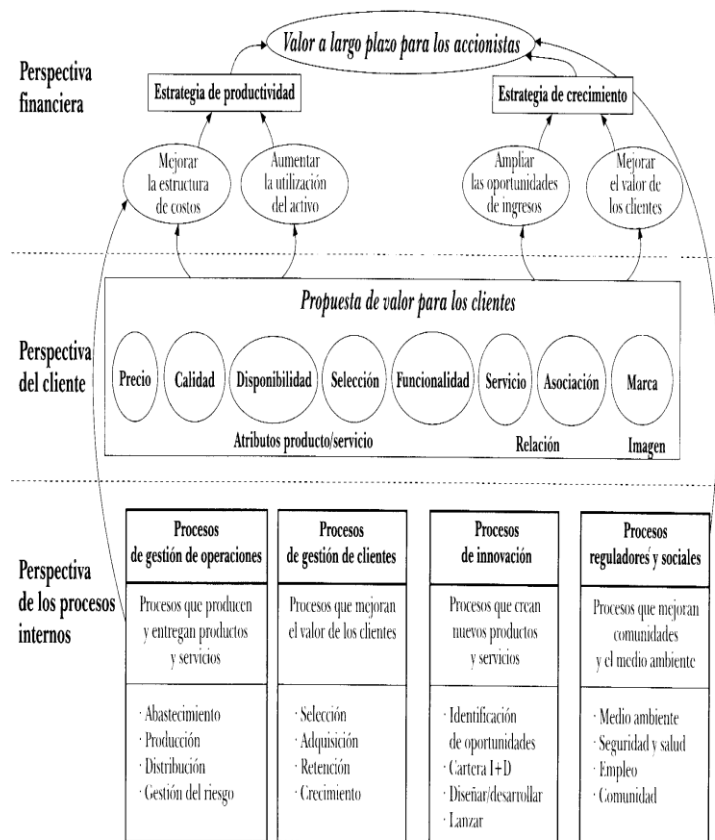 Valor a largo plazo para los accionistas
Perspectiva
financiera
Estrategia de productividad
Estrategia de crecimiento
Mejorar
la estructura
de costos
Aumentar
la utilización
del activo
Ampliar
las oportunidades
de ingresos
Mejorar
el valor de
los clientes
Propuesta de valor para los clientes
Perspectiva
del cliente
Precio
Calidad
Disponibilidad
Selección
Funcionalidad
Servicio
Asociación
Marca
Atributos producto/servicio
Relación
Imagen
Perspectiva
de los procesos
internos
Procesos
de gestión de operaciones
Procesos que producen
y entregan productos
y servicios
· Abastecimiento
· Producción
· Distribución
· Gestión del riesgo
Procesos
de gestión de clientes
Procesos que mejoran
el valor de los clientes
· Selección
· Adquisición
· Retención
· Crecimiento
Procesos
de innovación
Procesos que crean
nuevos productos
y servicios
· Identificación
de oportunidades
· Cartera I+D
· Diseñar/desarrollar
· Lanzar
Procesos
reguladores y sociales
Procesos que mejoran
comunidades
y el medio ambiente
· Medio ambiente
· Seguridad y salud
· Empleo
· Comunidad